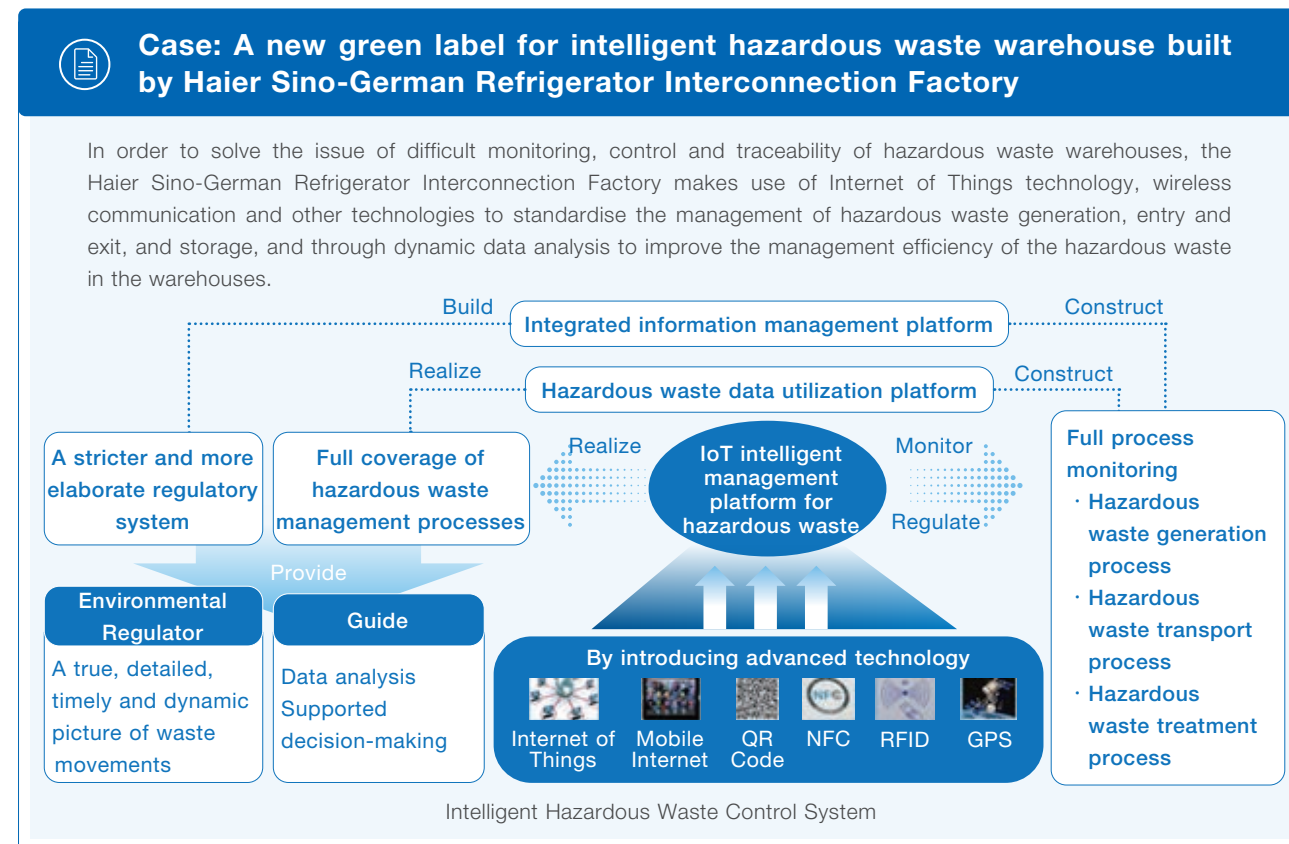 Case: A new green label for intelligent hazardous waste warehouse built
by Haier Sino-German Refrigerator Interconnection Factory
In order to solve the issue of difficult monitoring, control and traceability of hazardous waste warehouses, the
Haier Sino-German Refrigerator Interconnection Factory makes use of Internet of Things technology, wireless
communication and other technologies to standardise the management of hazardous waste generation, entry and
exit, and storage, and through dynamic data analysis to improve the management efficiency of the hazardous waste
in the warehouses.
Build
Integrated information management platform
Construct
Realize
Hazardous waste data utilization platform
Construct
A stricter and more
elaborate regulatory
system
Full coverage of
hazardous waste
management processes
Realize
IoT intelligent
management
platform for
hazardous waste
Monitor
Regulate
Full process
monitoring
· Hazardous
waste generation
process
· Hazardous
waste transport
process
· Hazardous
waste treatment
process
Provide
Environmental
Regulator
A true, detailed,
timely and dynamic
picture of waste
movements
Guide
Data analysis
Supported
decision-making
By introducing advanced technology
NFC
Internet of
Things
Mobile
Internet
QR
Code
NFC
RFID
GPS
Intelligent Hazardous Waste Control System